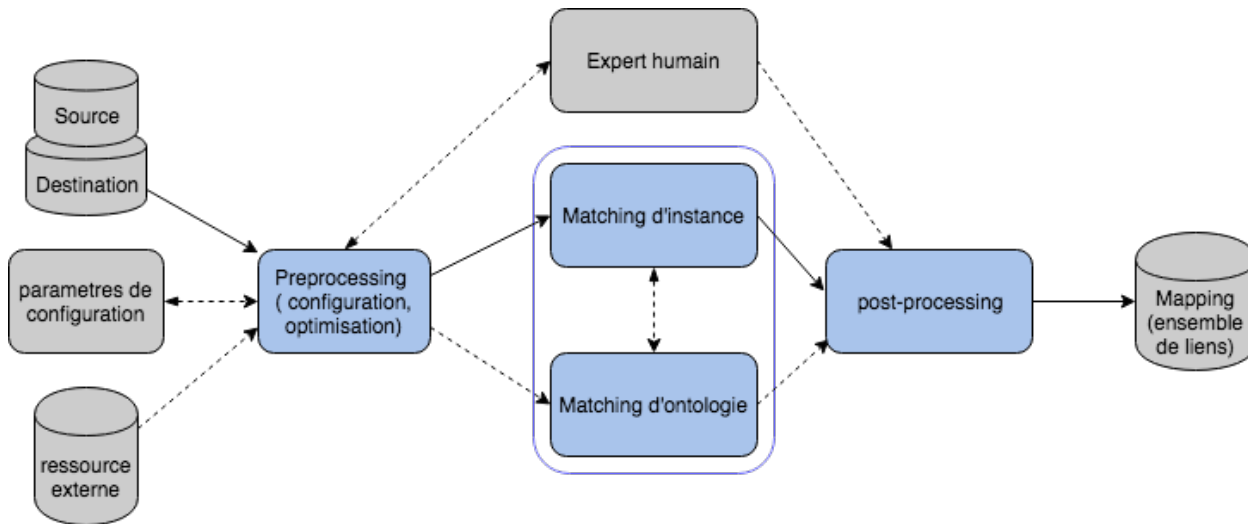 Source
Destination
parametres de
configuration
ressource
externe
Preprocessing
( configuration,
optimisation)
Expert humain
Matching d'instance
Matching d'ontologie
post-processing
Mapping
(ensemble
de liens)